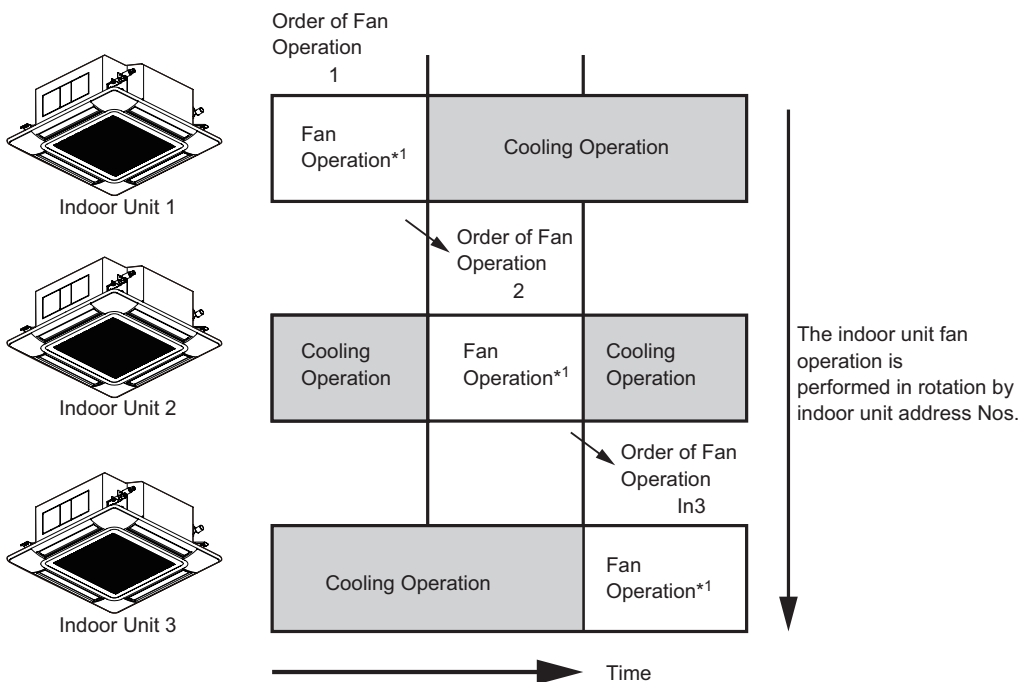 Order of Fan
Operation
1
Fan
Operation*1
Cooling Operation
Indoor Unit 1
Order of Fan
Operation
2
Cooling
Operation
Fan
Operation*1
Cooling
Operation
Indoor Unit 2
The indoor unit fan
operation is
performed in rotation by
indoor unit address Nos.
Order of Fan
Operation
In3
Cooling Operation
Fan
Operation*1
Indoor Unit 3
Time